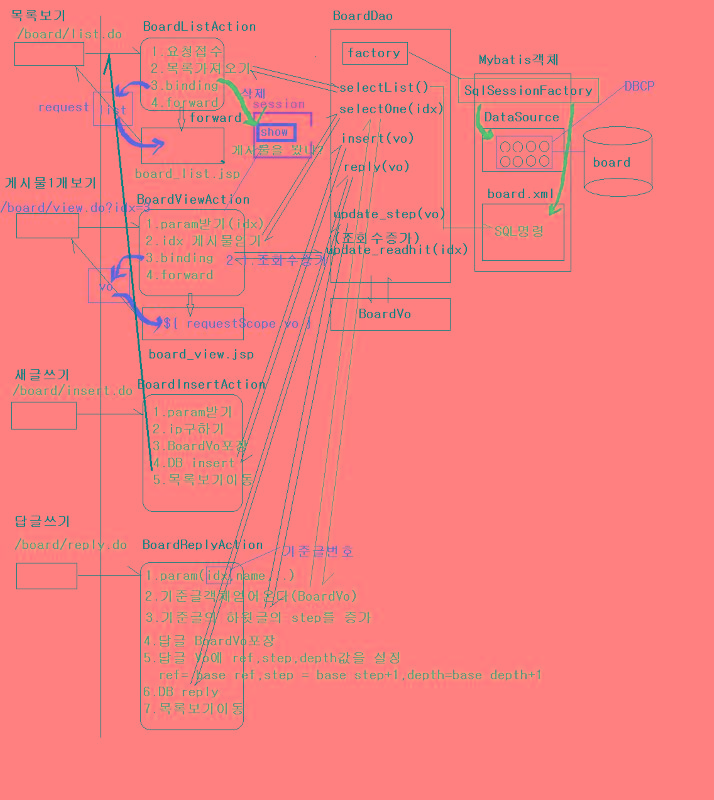 목록보기
/board/list.do
BoardListAction
1.요청접수
2.목록가져오기
3.binding
4.forward
request
list
forward
삭제
session
show
게시물을 봤냐?
board_list.jsp
BoardDao
factory
selectList()
selectOne(idx)
insert(vo)
reply(vo)
update_step(vo)
(조회수증가)
update_readhit(idx)
BoardVo
Mybatis객체
SqlSessionFactory
DBCP
DataSource
board
board.xml
SQL명령
게시물1개보기
/board/view.do?idx=3
BoardViewAction
1.param받기(idx)
2.idx 게시물얻기
3.binding
4.forward
조회수증가
vo
${ requestScope.vo }
board_view.jsp
새글쓰기
/board/insert.do
BoardInsertAction
1.param받기
2.ip구하기
3.BoardVo포장
4.DB insert
5.목록보기이동
답글쓰기
/board/reply.do
BoardReplyAction
기준글번호
1.param(idx,name,..)
2.기준글객체얻어온다(BoardVo)
3.기준글의 하윗글의 step를 증가
4.답글 BoardVo포장
5.답글 Vo에 ref,step,depth값을 설정
ref= base ref,step = base step+1,depth=base depth+1
6.DB reply
7.목록보기이동